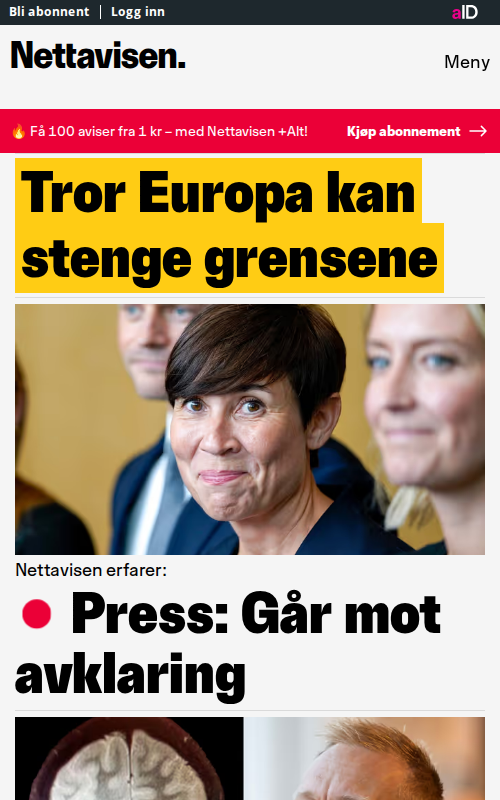 Bli abonnent
Logg inn
aID
Nettavisen.
Meny
🔥 Få 100 aviser fra 1 kr – med Nettavisen +Alt!
Kjøp abonnement →
Tror Europa kan
stenge grensene
Nettavisen erfarer:
Press: Går mot
avklaring